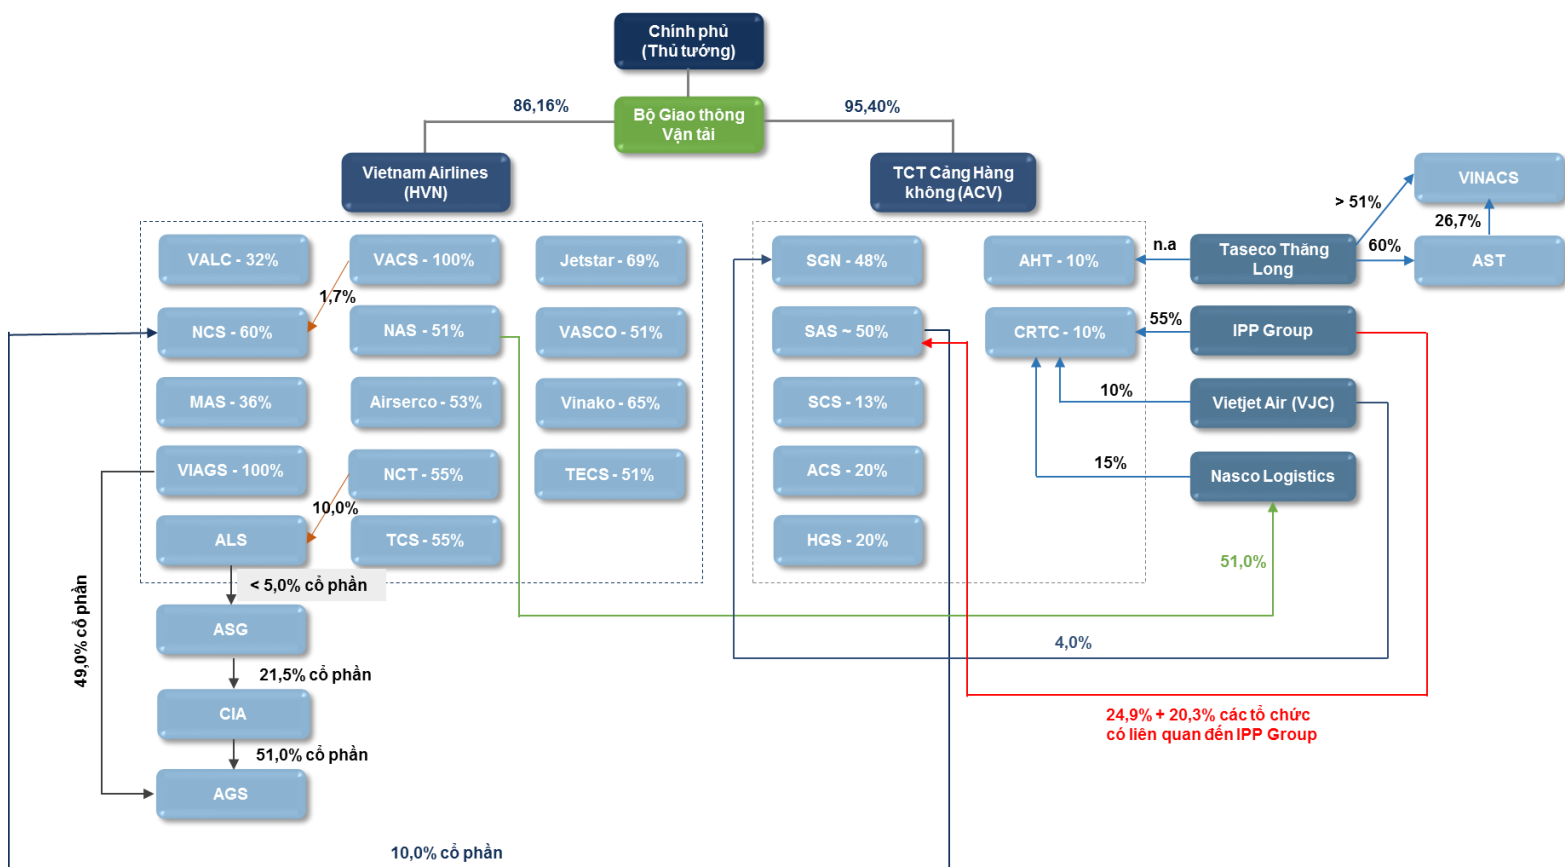 Chính phủ
(Thủ tướng)
86,16%
Bộ Giao thông
Vận tải
95,40%
Vietnam Airlines
(HVN)
TCT Cảng Hàng
không (ACV)
VINACS
> 51%
26,7%
VALC - 32%
VACS - 100%
Jetstar - 69%
SGN - 48%
AHT - 10%
n.a
Taseco Thăng
Long
60%
AST
1,7%
NCS - 60%
NAS - 51%
VASCO - 51%
SAS ~ 50%
CRTC - 10%
55%
IPP Group
MAS - 36%
Airserco - 53%
Vinako - 65%
SCS - 13%
10%
Vietjet Air (VJC)
VIAGS - 100%
NCT - 55%
TECS - 51%
ACS - 20%
15%
Nasco Logistics
10,0%
ALS
TCS - 55%
HGS - 20%
51,0%
< 5,0% cổ phần
49,0% cổ phần
ASG
4,0%
21,5% cổ phần
CIA
24,9% + 20,3% các tổ chức
có liên quan đến IPP Group
51,0% cổ phần
AGS
10,0% cổ phần